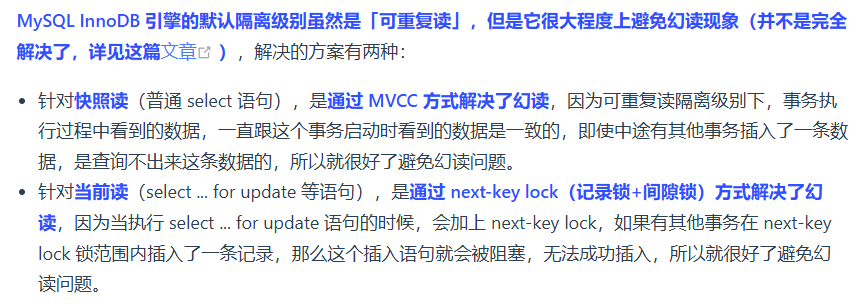 MySQL InnoDB 引擎的默认隔离级别虽然是「可重复读」，但是它很大程度上避免幻读现象（并不是完全
解决了，详见这篇文章），解决的方案有两种：
• 针对快照读（普通 select 语句），是通过 MVCC 方式解决了幻读，因为可重复读隔离级别下，事务执
行过程中看到的数据，一直跟这个事务启动时看到的数据是一致的，即使中途有其他事务插入了一条数
据，是查询不出来这条数据的，所以就很好了避免幻读问题。
• 针对当前读（select ... for update 等语句），是通过 next-key lock（记录锁+间隙锁）方式解决了幻
读，因为当执行 select ... for update 语句的时候，会加上 next-key lock，如果有其他事务在 next-key
lock 锁范围内插入了一条记录，那么这个插入语句就会被阻塞，无法成功插入，所以就很好了避免幻
读问题。